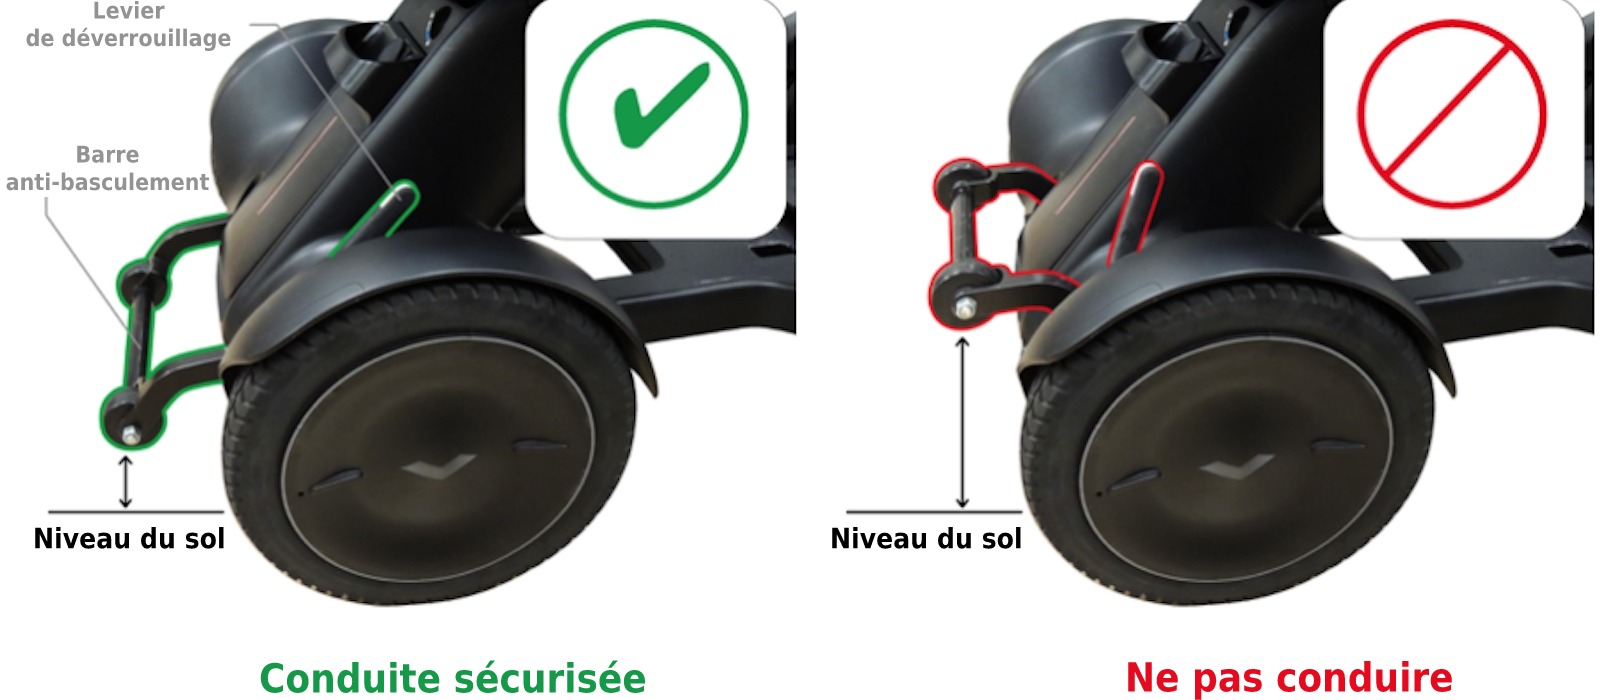 Levier
de déverrouillage
Barre
anti-basculement
Niveau du sol
Conduite sécurisée
Niveau du sol
Ne pas conduire